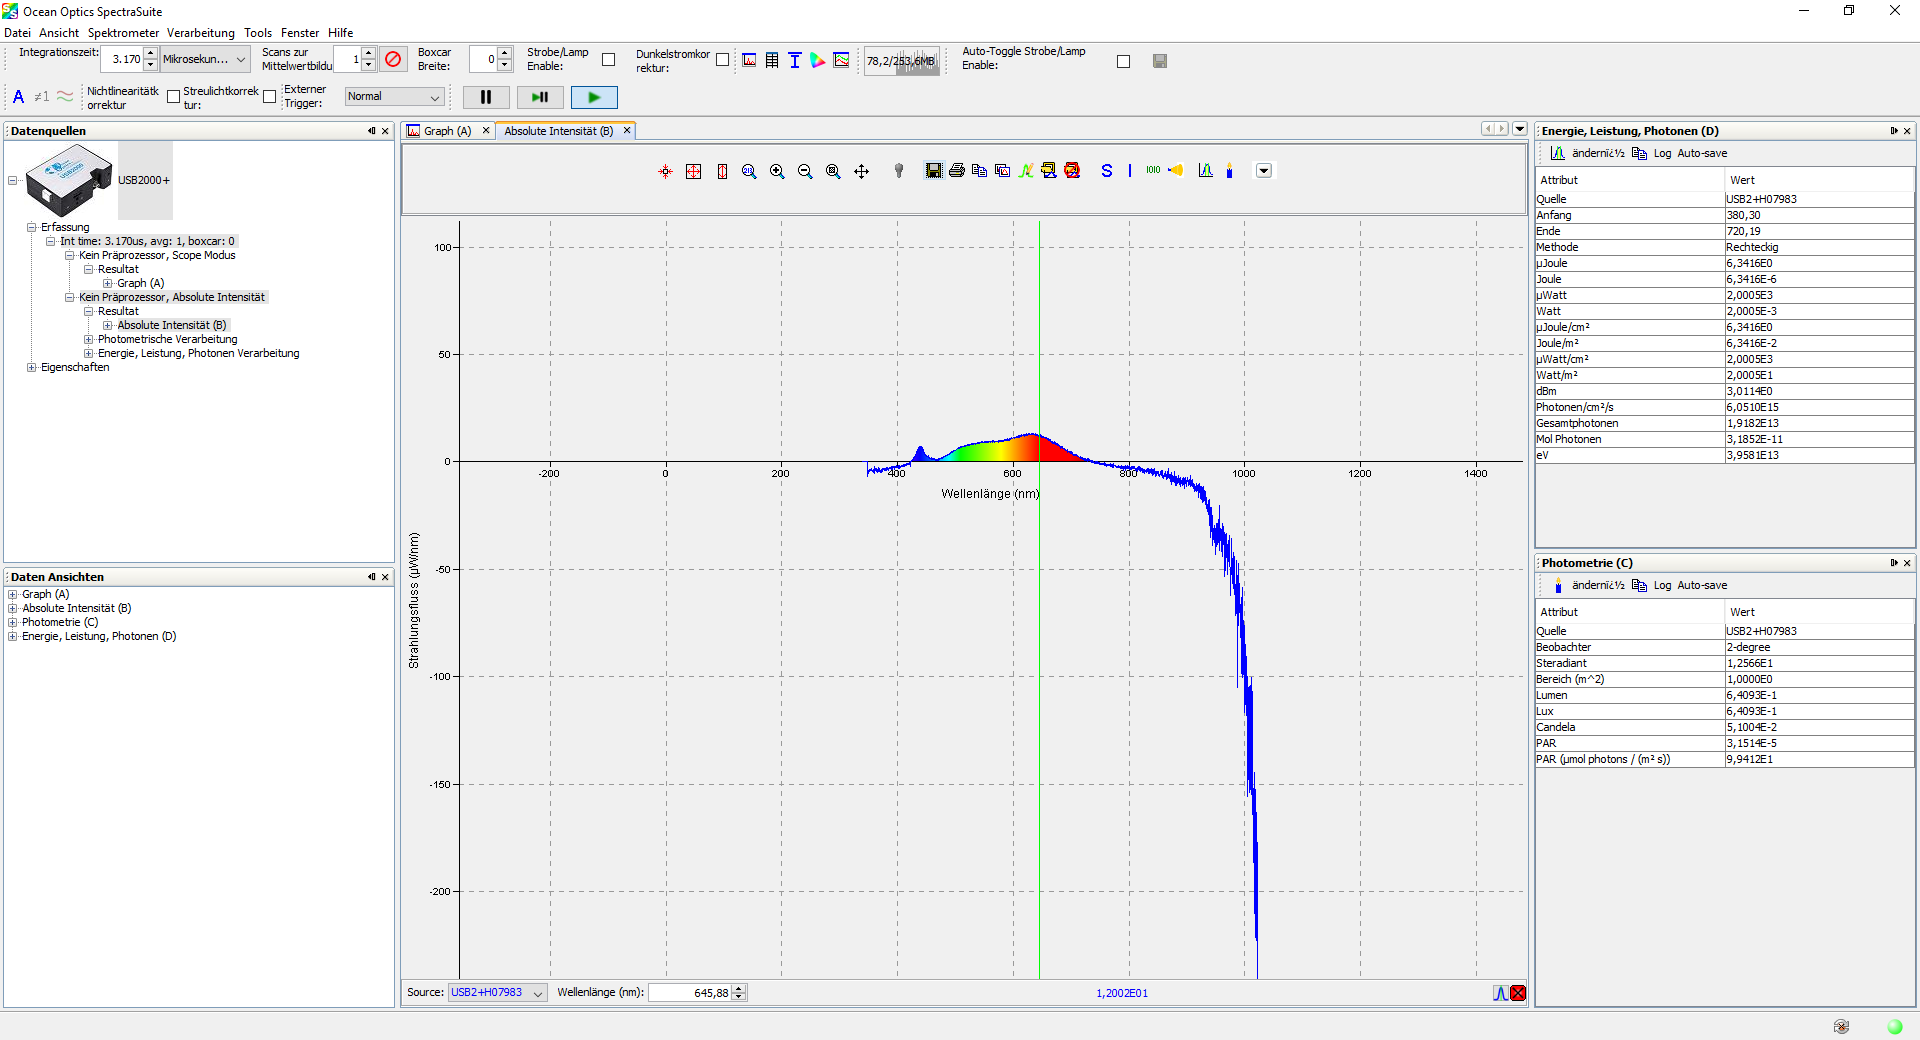 Ocean Optics SpectraSuite
Datei Ansicht Spektrometer Verarbeitung Tools Fenster Hilfe
Integrationszeit: 3.170 Mikrosekun... Scans zur Mittelwertbildu 1 Boxcar Breite: 0 Strobe/Lamp Enable: Dunkelstromkor rektur: 78,2/253,6MB Auto-Toggle Strobe/Lamp Enable:
A ≠1 Nichtlinearitätk orrektur Streulichtkorrek tur: Externer Trigger: Normal
Datenquellen
USB2000+
Erfassung
Int time: 3.170us, avg: 1, boxcar: 0
Kein Präprozessor, Scope Modus
Resultat
Graph (A)
Kein Präprozessor, Absolute Intensität
Resultat
Absolute Intensität (B)
Photometrische Verarbeitung
Energie, Leistung, Photonen Verarbeitung
Eigenschaften
Daten Ansichten
Graph (A)
Absolute Intensität (B)
Photometrie (C)
Energie, Leistung, Photonen (D)
Graph (A) Absolute Intensität (B)
S I 1010
100
50
0
-50
-100
-150
-200
-200 0 200 400 600 800 1000 1200 1400
Wellenlänge (nm)
Strahlungsfluss (µW/nm)
Source: USB2+H07983 Wellenlänge (nm): 645,88 1,2002E01
Energie, Leistung, Photonen (D)
ändernï¿½ Log Auto-save
Attribut Wert
Quelle USB2+H07983
Anfang 380,30
Ende 720,19
Methode Rechteckig
µJoule 6,3416E0
Joule 6,3416E-6
µWatt 2,0005E3
Watt 2,0005E-3
µJoule/cm² 6,3416E0
Joule/m² 6,3416E-2
µWatt/cm² 2,0005E3
Watt/m² 2,0005E1
dBm 3,0114E0
Photonen/cm²/s 6,0510E15
Gesamtphotonen 1,9182E13
Mol Photonen 3,1852E-11
eV 3,9581E13
Photometrie (C)
ändernï¿½ Log Auto-save
Attribut Wert
Quelle USB2+H07983
Beobachter 2-degree
Steradiant 1,2566E1
Bereich (m^2) 1,0000E0
Lumen 6,4093E-1
Lux 6,4093E-1
Candela 5,1004E-2
PAR 3,1514E-5
PAR (µmol photons / (m² s)) 9,9412E1